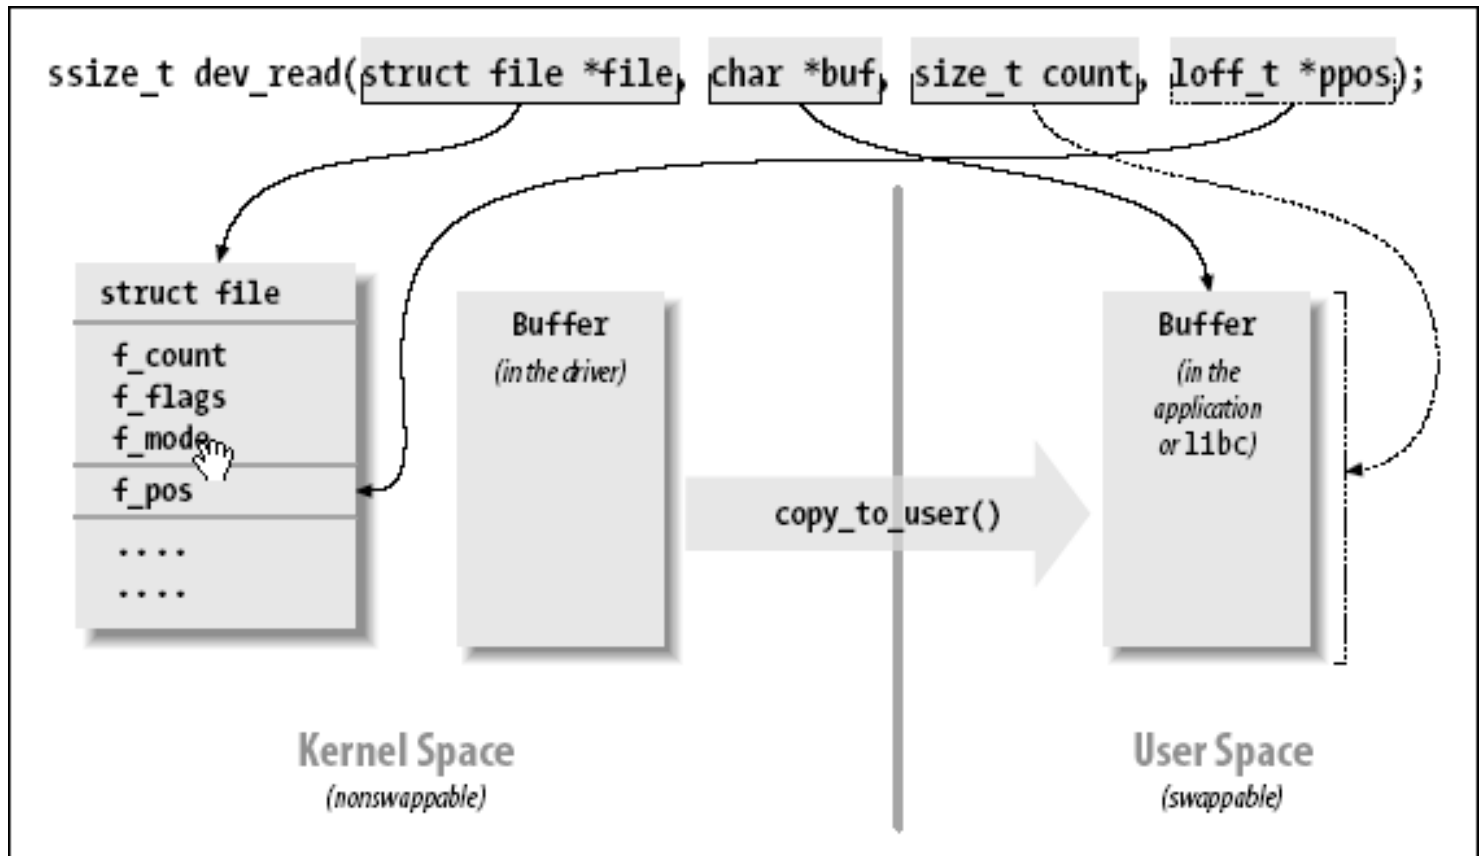 ssize_t dev_read(struct file *file, char *buf, size_t count, loff_t *ppos);
struct file
f_count
f_flags
f_mode
f_pos
....
....
Buffer
(in the driver)
copy_to_user()
Buffer
(in the
application
or libc)
Kernel Space
(nonswappable)
User Space
(swappable)